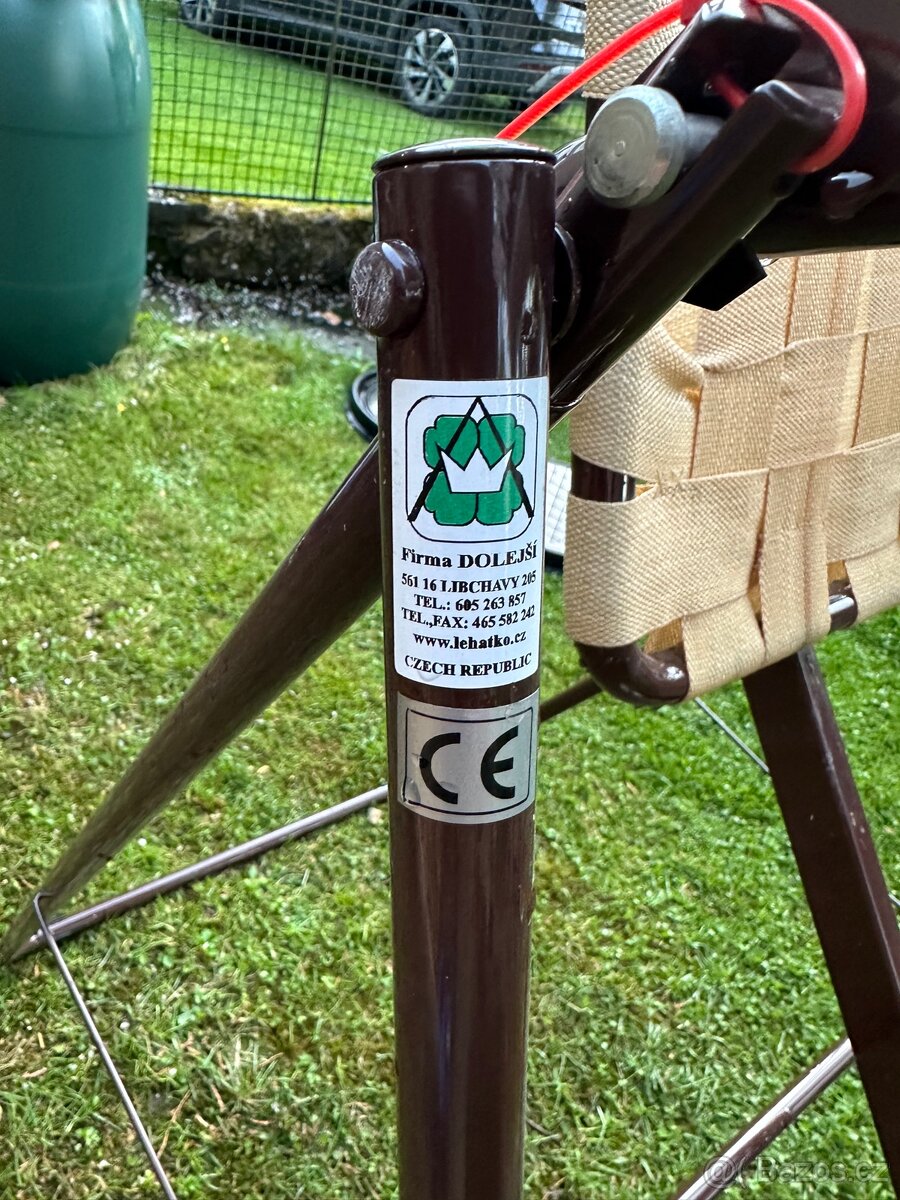 Firma DOLEJŠÍ
561 16 LIBCHAVY 205
TEL.: 605 263 857
TEL.,FAX: 465 582 242
www.lehatko.cz
CZECH REPUBLIC
CE
© Bazos.cz